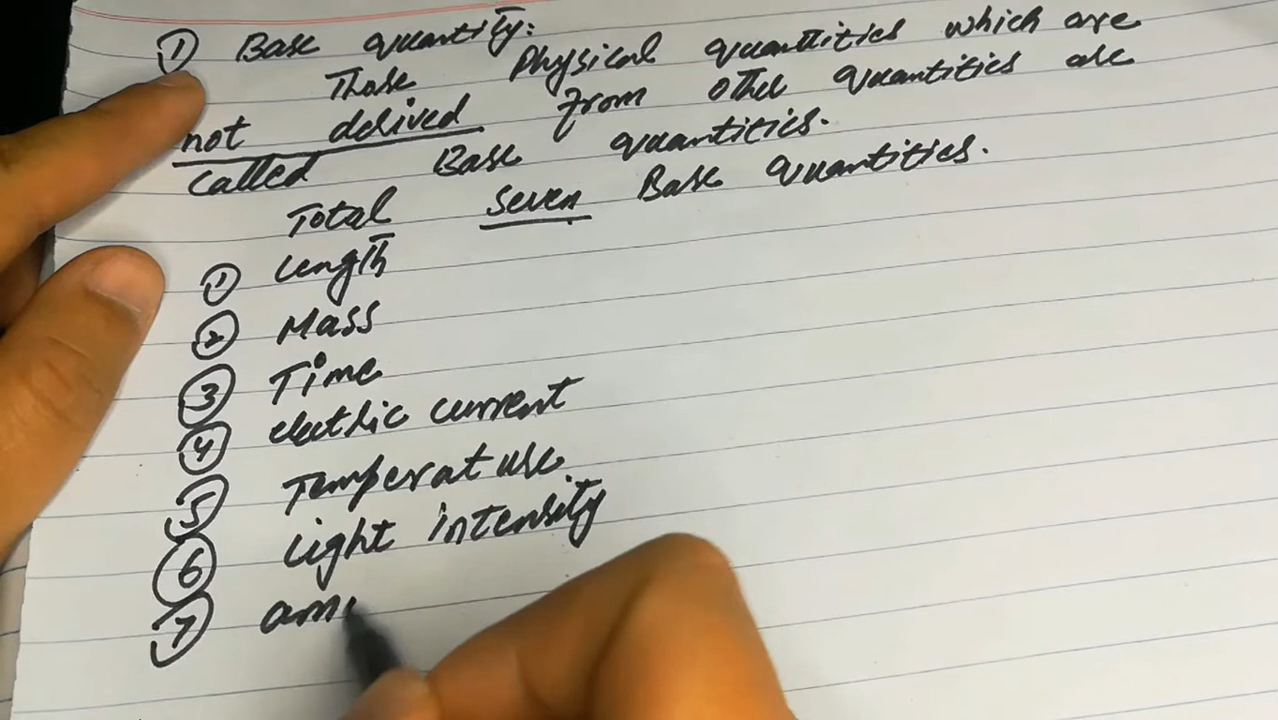 ① Base quantity:
Those Physical quantities which are
not derived from other quantities are
called Base quantities.
Total seven Base quantities.
① Length
② Mass
③ Time
④ electric current
⑤ Temperature
⑥ Light intensity
⑦ am